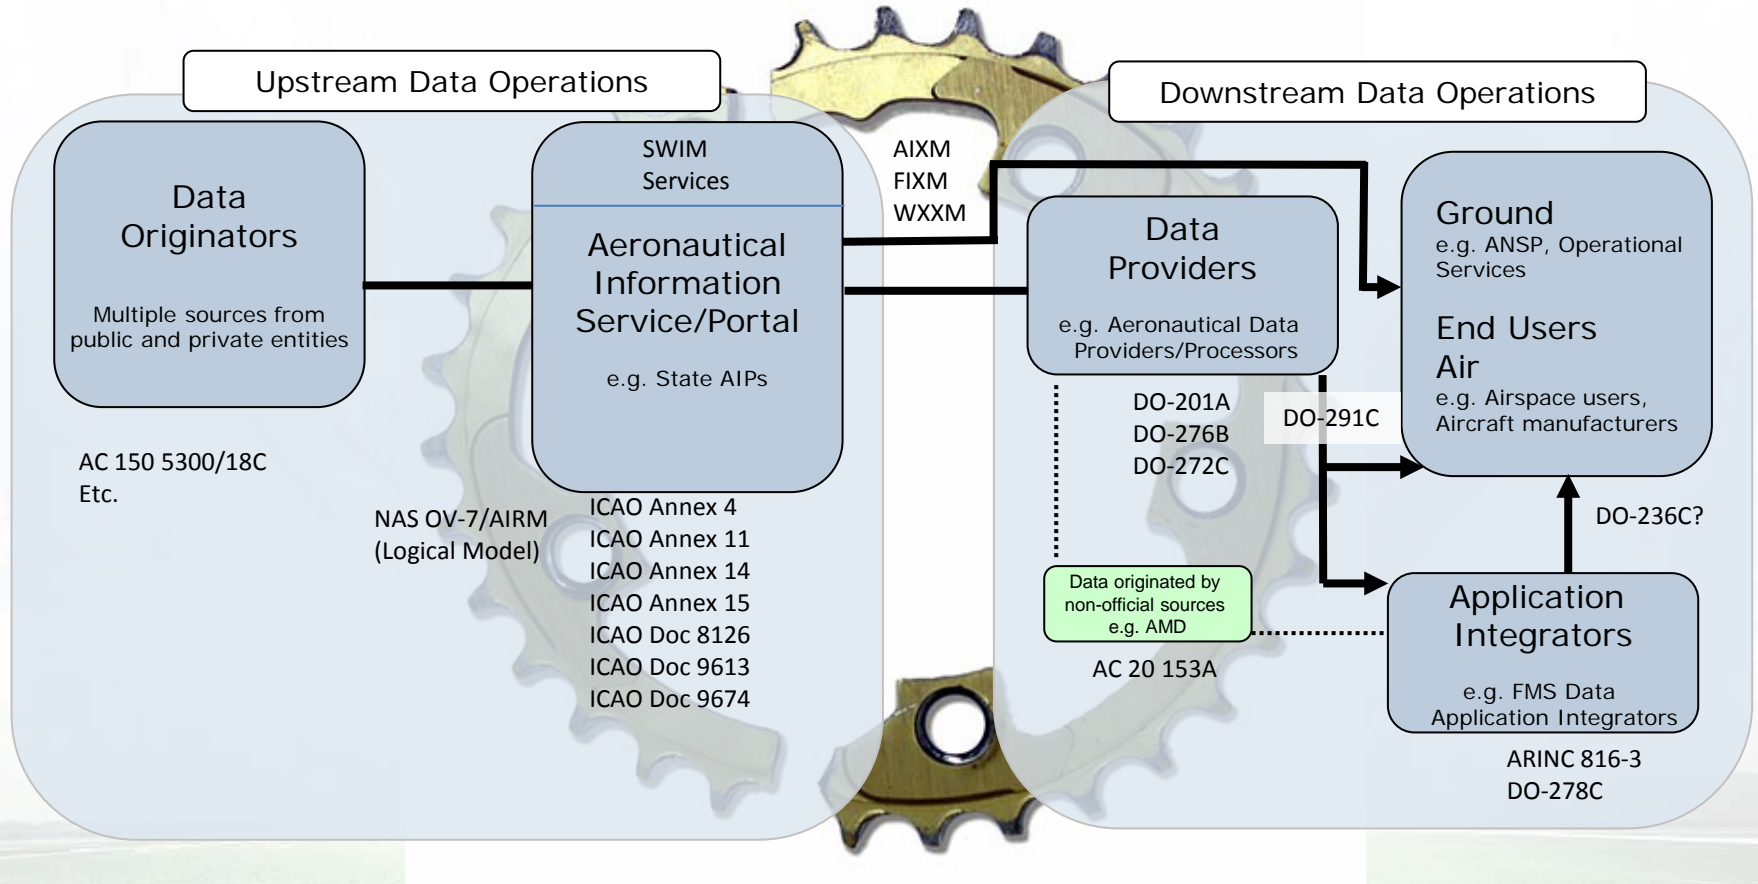 Upstream Data Operations
Data
Originators
Multiple sources from
public and private entities
AC 150 5300/18C
Etc.
SWIM
Services
Aeronautical
Information
Service/Portal
e.g. State AIPs
NAS OV-7/AIRM
(Logical Model)
ICAO Annex 4
ICAO Annex 11
ICAO Annex 14
ICAO Annex 15
ICAO Doc 8126
ICAO Doc 9613
ICAO Doc 9674
AIXM
FIXM
WXXM
Downstream Data Operations
Data
Providers
e.g. Aeronautical Data
Providers/Processors
DO-201A
DO-276B
DO-272C
DO-291C
Ground
e.g. ANSP, Operational
Services
End Users
Air
e.g. Airspace users,
Aircraft manufacturers
DO-236C?
Data originated by
non-official sources
e.g. AMD
AC 20 153A
Application
Integrators
e.g. FMS Data
Application Integrators
ARINC 816-3
DO-278C